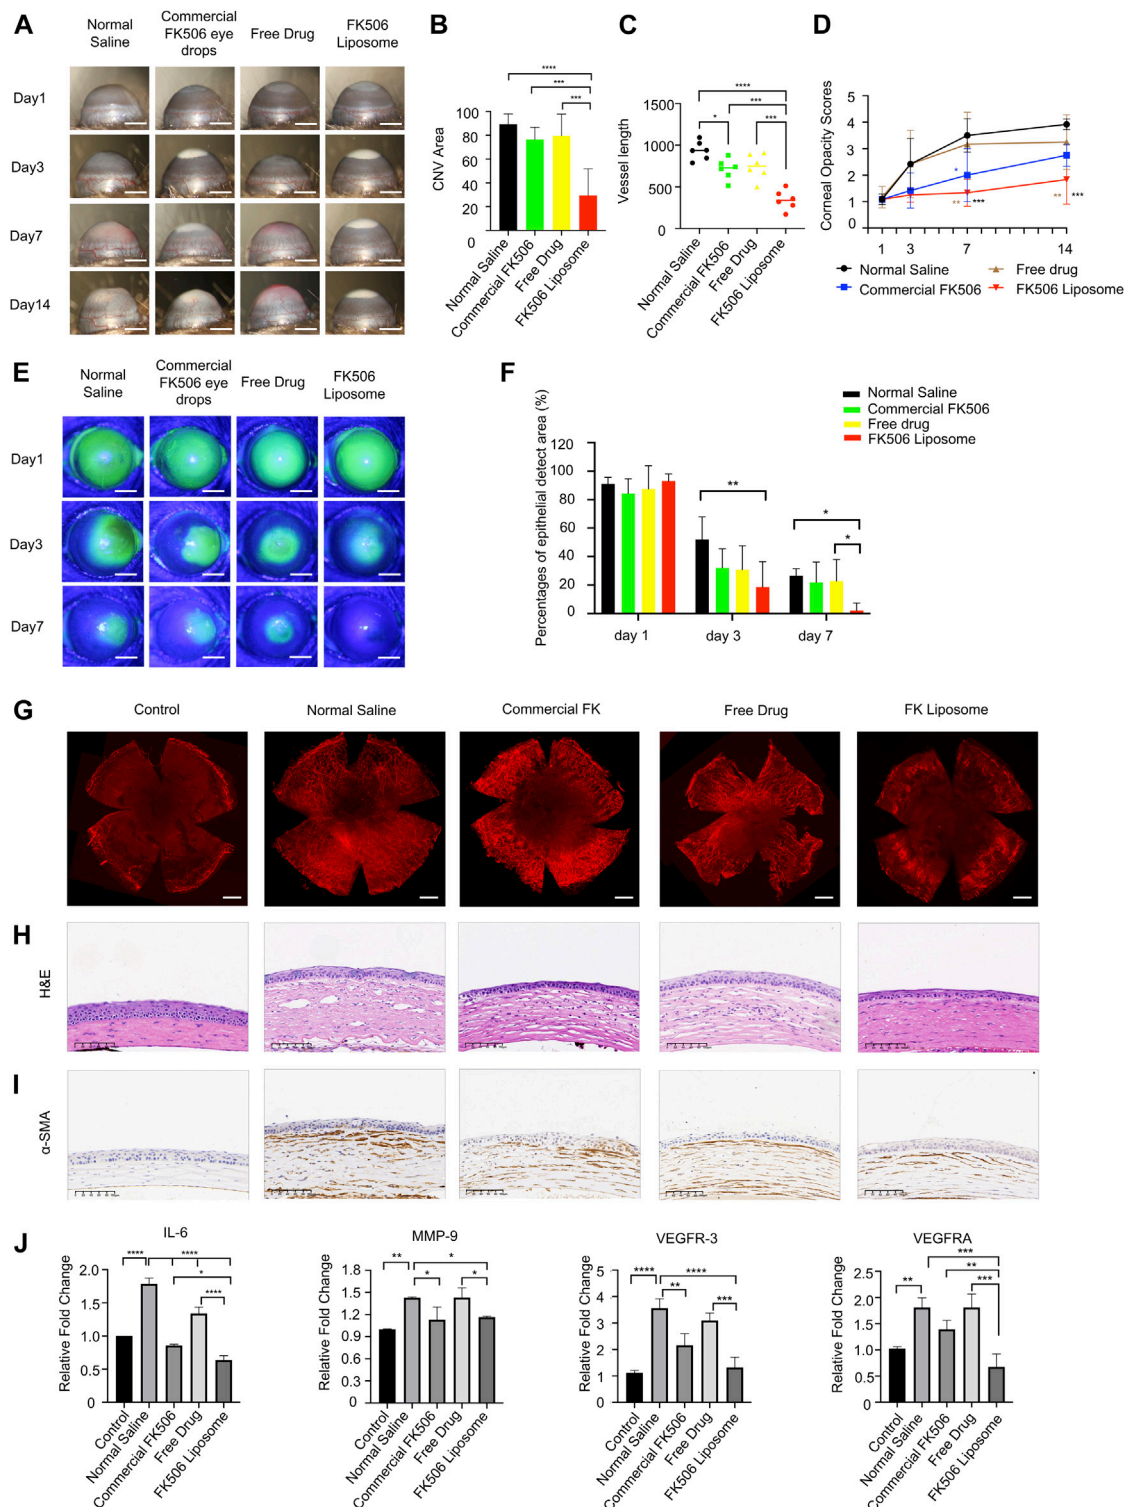 A
Normal
Saline
Commercial
FK506 eye
drops
Free Drug
FK506
Liposome
Day1
Day3
Day7
Day14
B
****
***
***
CNV Area
100
80
60
40
20
0
Normal Saline
Commercial FK506
Free Drug
FK506 Liposome
C
****
***
* ***
Vessel length
1500
1000
500
0
Normal Saline
Commercial FK506
Free Drug
FK506 Liposome
D
Corneal Opacity Scores
5
4
3
2
1
0
*
** ***
** ***
1 3 7 14
Normal Saline
Free drug
Commercial FK506
FK506 Liposome
E
Normal
Saline
Commercial
FK506 eye
drops
Free Drug
FK506
Liposome
Day1
Day3
Day7
F
Normal Saline
Commercial FK506
Free drug
FK506 Liposome
Percentages of epithelial detect area (%)
120
100
80
60
40
20
0
**
*
*
day 1 day 3 day 7
G
Control
Normal Saline
Commercial FK
Free Drug
FK Liposome
H
H&E
I
α-SMA
J
IL-6
**** ****
*
****
Relative Fold Change
2.0
1.5
1.0
0.5
0
Control
Normal Saline
Commercial FK506
Free Drug
FK506 Liposome
MMP-9
** *
* *
Relative Fold Change
1.8
1.5
1.2
0.9
0.6
0.3
0
Control
Normal Saline
Commercial FK506
Free Drug
FK506 Liposome
VEGFR-3
**** ****
** ***
Relative Fold Change
5
4
3
2
1
0
Control
Normal Saline
Commercial FK506
Free Drug
FK506 Liposome
VEGFRA
***
**
** ***
Relative Fold Change
2.5
2.0
1.5
1.0
0.5
0
Control
Normal Saline
Commercial FK506
Free Drug
FK506 Liposome